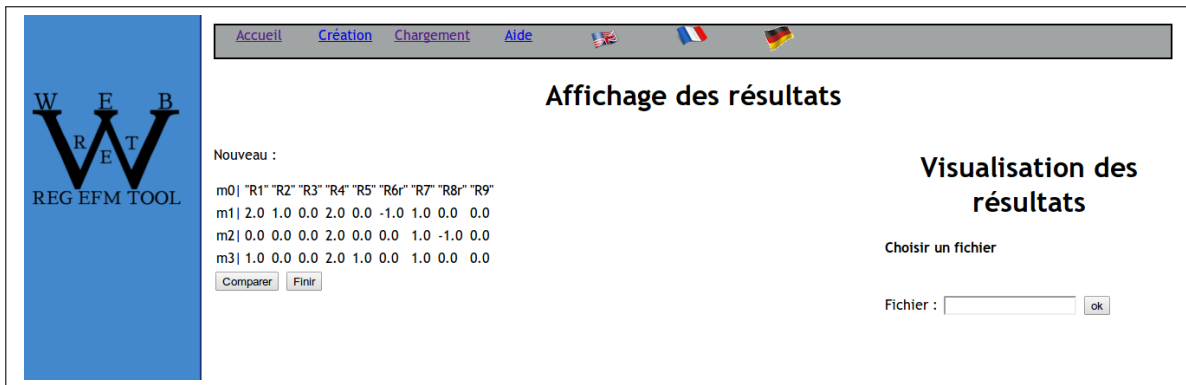 Accueil Création Chargement Aide
W E B
R E T
REG EFM TOOL
Affichage des résultats
Nouveau :
m0| "R1" "R2" "R3" "R4" "R5" "R6r" "R7" "R8r" "R9"
m1| 2.0 1.0 0.0 2.0 0.0 -1.0 1.0 0.0 0.0
m2| 0.0 0.0 0.0 2.0 0.0 0.0 1.0 -1.0 0.0
m3| 1.0 0.0 0.0 2.0 1.0 0.0 1.0 0.0 0.0
Comparer Finir
Visualisation des
résultats
Choisir un fichier
Fichier : ok